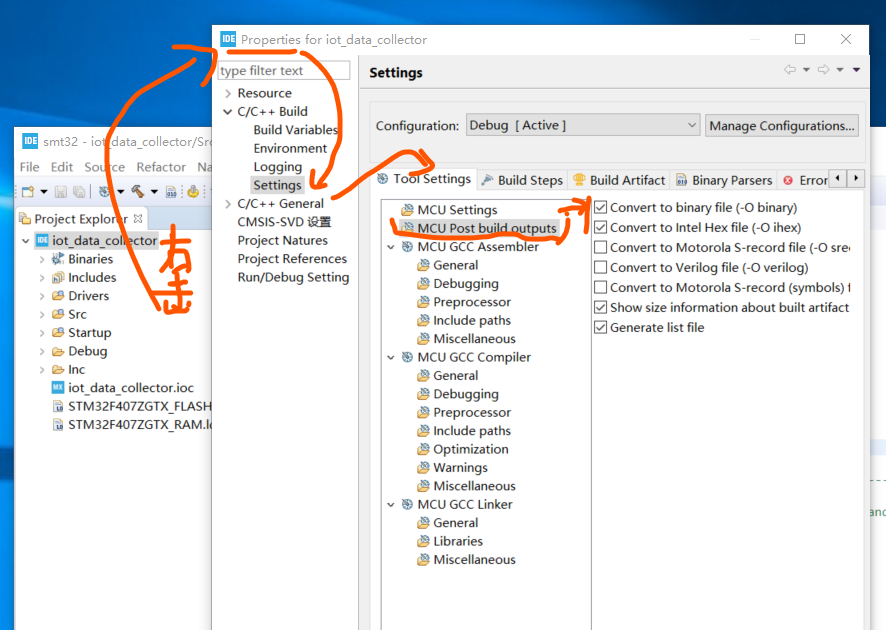 IDE Properties for iot_data_collector
type filter text
Settings
Resource
C/C++ Build
Build Variables
Environment
Logging
Settings
C/C++ General
CMSIS-SVD 设置
Project Natures
Project References
Run/Debug Setting
Configuration:
Debug [ Active ]
Manage Configurations...
Tool Settings
Build Steps
Build Artifact
Binary Parsers
Error
MCU Settings
MCU Post build outputs
MCU GCC Assembler
General
Debugging
Preprocessor
Include paths
Miscellaneous
MCU GCC Compiler
General
Debugging
Preprocessor
Include paths
Optimization
Warnings
Miscellaneous
MCU GCC Linker
General
Libraries
Miscellaneous
Convert to binary file (-O binary)
Convert to Intel Hex file (-O ihex)
Convert to Motorola S-record file (-O sre
Convert to Verilog file (-O verilog)
Convert to Motorola S-record (symbols) f
Show size information about built artifact
Generate list file
IDE smt32 - iot_data_collector/Src
File Edit Source Refactor Na
Project Explorer
IDE iot_data_collector
Binaries
Includes
Drivers
Src
Startup
Debug
Inc
MX iot_data_collector.ioc
STM32F407ZGTX_FLASH
STM32F407ZGTX_RAM.l
右击
and